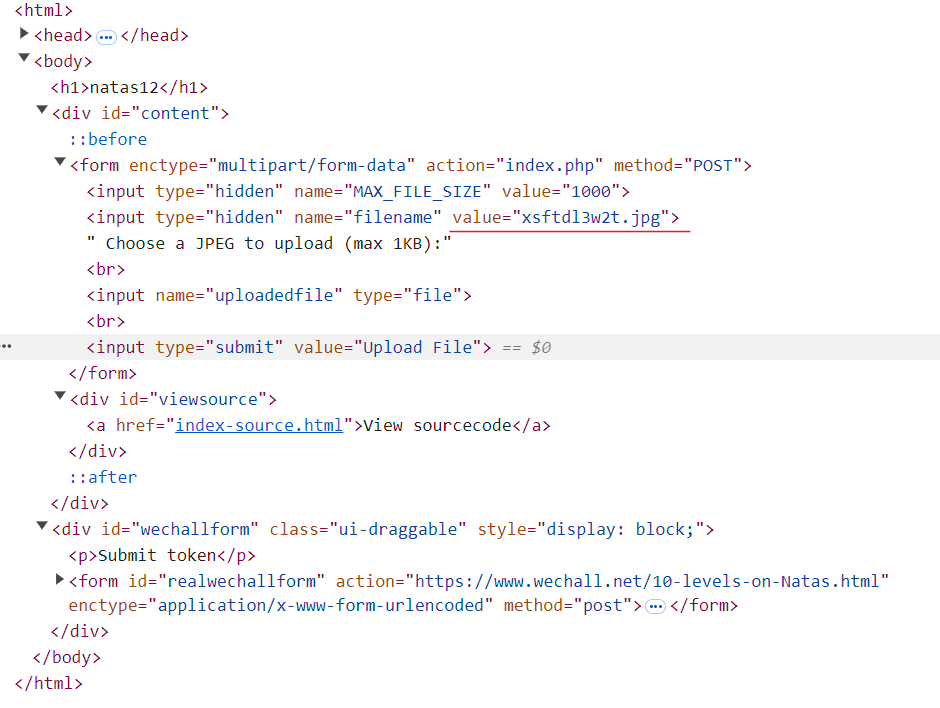 <html>
<head> ••• </head>
<body>
<h1>natas12</h1>
<div id="content">
::before
<form enctype="multipart/form-data" action="index.php" method="POST">
<input type="hidden" name="MAX_FILE_SIZE" value="1000">
<input type="hidden" name="filename" value="xsftdl3w2t.jpg">
" Choose a JPEG to upload (max 1KB):"
<br>
<input name="uploadedfile" type="file">
<br>
••• <input type="submit" value="Upload File"> == $0
</form>
<div id="viewsource">
<a href="index-source.html">View sourcecode</a>
</div>
::after
</div>
<div id="wechallform" class="ui-draggable" style="display: block;">
<p>Submit token</p>
<form id="realwechallform" action="https://www.wechall.net/10-levels-on-Natas.html"
enctype="application/x-www-form-urlencoded" method="post"> ••• </form>
</div>
</body>
</html>